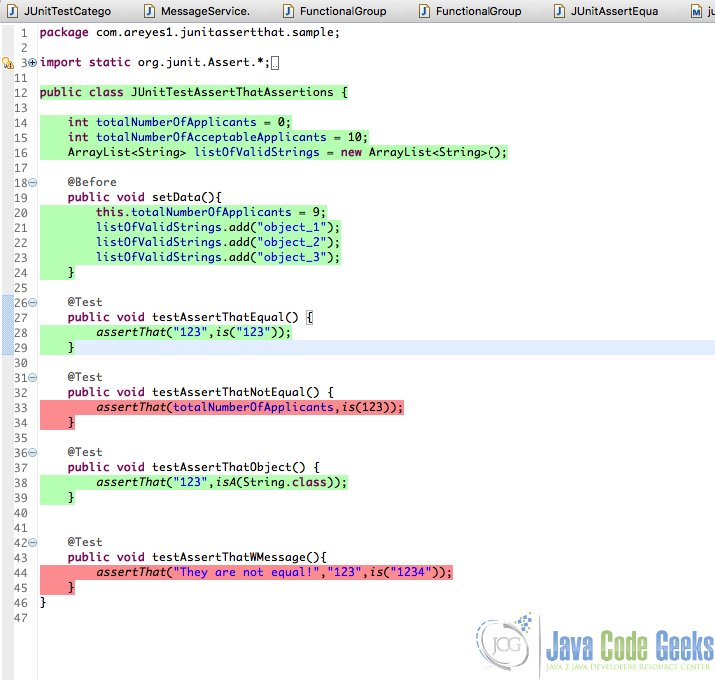 JUnitTestCatego MessageService. FunctionalGroup FunctionalGroup JUnitAssertEqua
1 package com.areyes1.junitassertthat.sample;
2
3 import static org.junit.Assert.*;
11
12 public class JUnitTestAssertThatAssertions {
13
14 int totalNumberOfApplicants = 0;
15 int totalNumberOfAcceptableApplicants = 10;
16 ArrayList<String> listOfValidStrings = new ArrayList<String>();
17
18 @Before
19 public void setData(){
20 this.totalNumberOfApplicants = 9;
21 listOfValidStrings.add("object_1");
22 listOfValidStrings.add("object_2");
23 listOfValidStrings.add("object_3");
24 }
25
26 @Test
27 public void testAssertThatEqual() {
28 assertThat("123",is("123"));
29 }
30
31 @Test
32 public void testAssertThatNotEqual() {
33 assertThat(totalNumberOfApplicants,is(123));
34 }
35
36 @Test
37 public void testAssertThatObject() {
38 assertThat("123",isA(String.class));
39 }
40
41
42 @Test
43 public void testAssertThatWMessage(){
44 assertThat("They are not equal!","123",is("1234"));
45 }
46 }
47
JCG Java Code Geeks
JAVA 2 JAVA DEVELOPERS RESOURCE CENTER